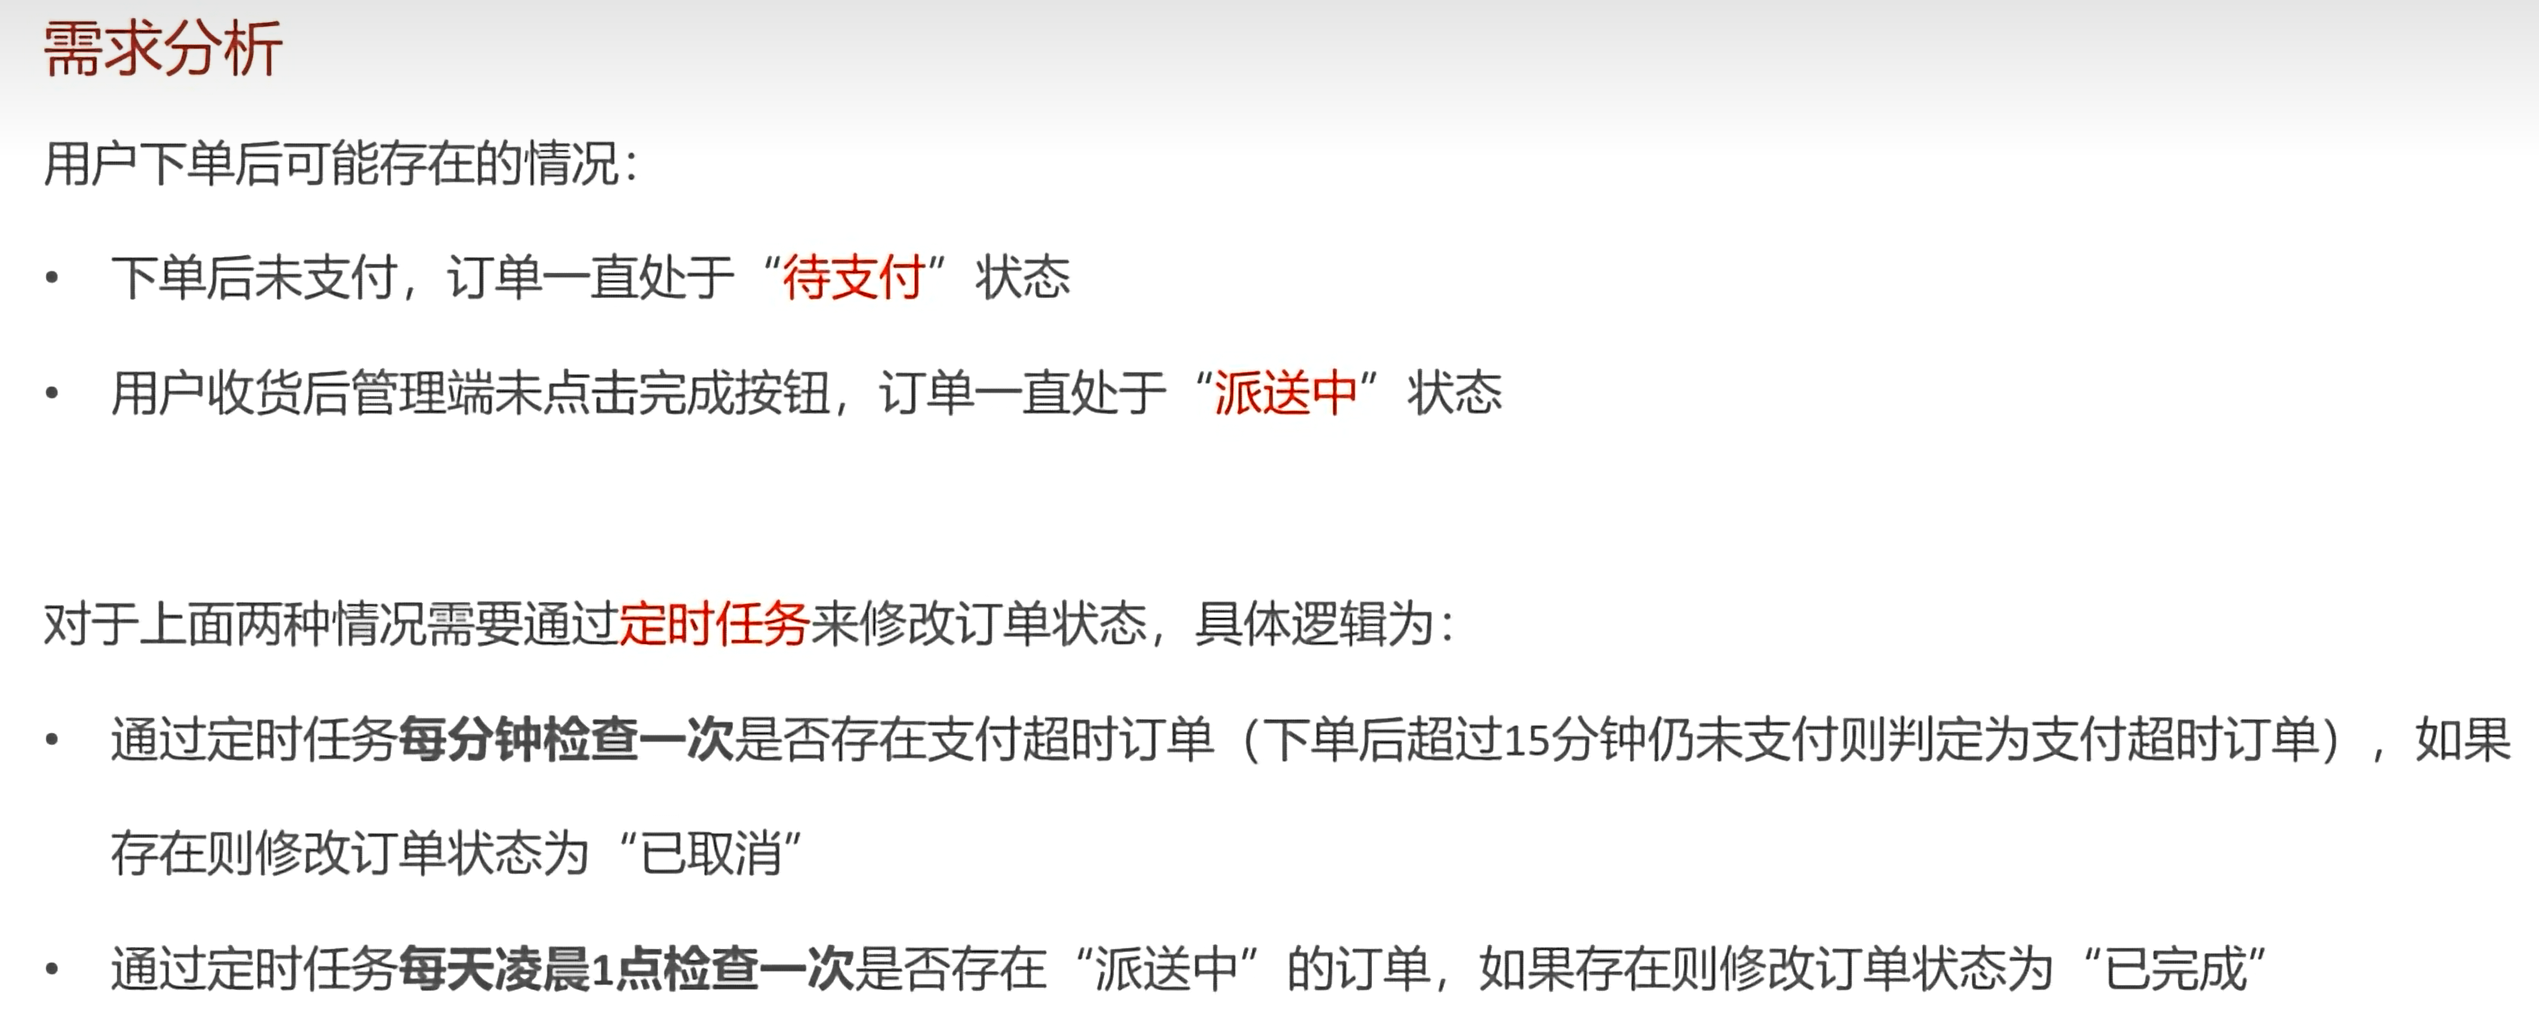 需求分析
用户下单后可能存在的情况：
• 下单后未支付，订单一直处于“待支付”状态
• 用户收货后管理端未点击完成按钮，订单一直处于“派送中”状态
对于上面两种情况需要通过定时任务来修改订单状态，具体逻辑为：
• 通过定时任务每分钟检查一次是否存在支付超时订单（下单后超过15分钟仍未支付则判定为支付超时订单），如果
存在则修改订单状态为“已取消”
• 通过定时任务每天凌晨1点检查一次是否存在“派送中”的订单，如果存在则修改订单状态为“已完成”